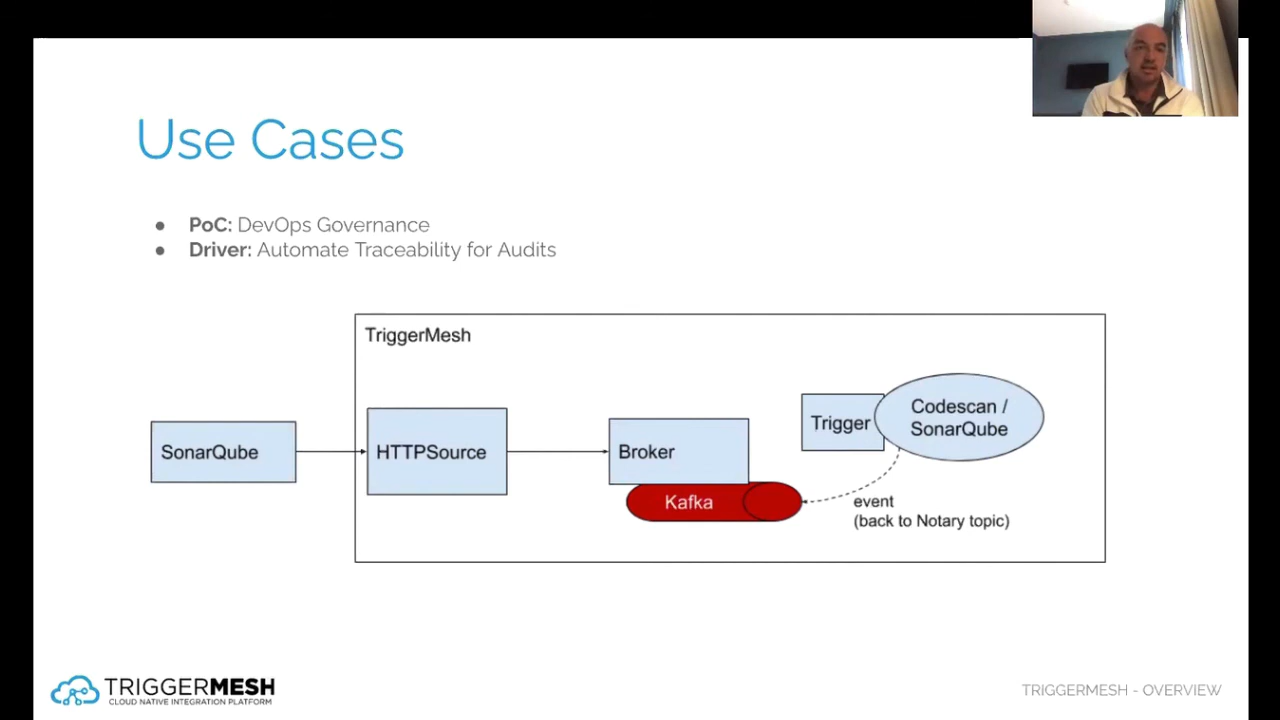 Use Cases
● PoC: DevOps Governance
● Driver: Automate Traceability for Audits
TriggerMesh
SonarQube
HTTPSource
Broker
Kafka
Trigger
Codescan /
SonarQube
event
(back to Notary topic)
TRIGGERMESH
CLOUD NATIVE INTEGRATION PLATFORM
TRIGGERMESH - OVERVIEW